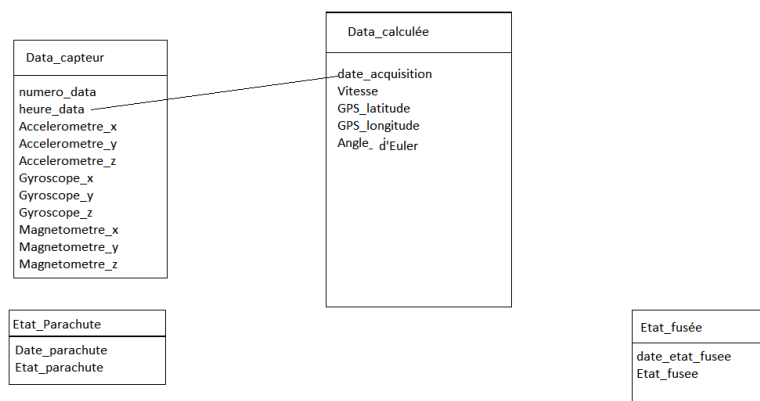 Data_capteur
numero_data
heure_data
Accelerometre_x
Accelerometre_y
Accelerometre_z
Gyroscope_x
Gyroscope_y
Gyroscope_z
Magnetometre_x
Magnetometre_y
Magnetometre_z
Data_calculée
date_acquisition
Vitesse
GPS_latitude
GPS_longitude
Angle_ d'Euler
Etat_Parachute
Date_parachute
Etat_parachute
Etat_fusée
date_etat_fusee
Etat_fusee